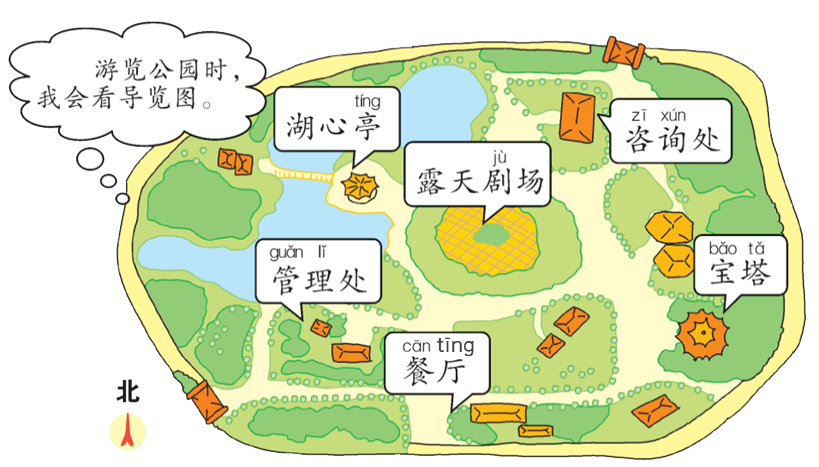 游览公园时，
我会看导览图。
tíng
湖心亭
zī xún
咨询处
jù
露天剧场
guǎn lǐ
管理处
bǎo tǎ
宝塔
cān tīng
餐厅
北